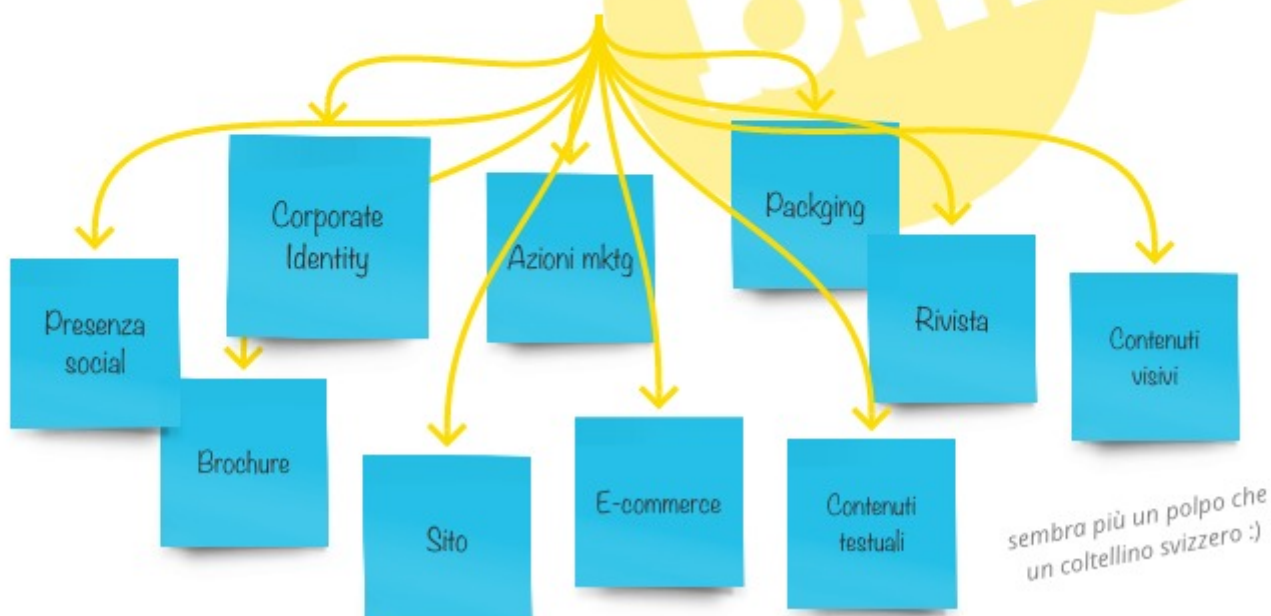 Corporate
Identity
Azioni mktg
Packging
Presenza
social
Rivista
Contenuti
visivi
Brochure
Sito
E-commerce
Contenuti
testuali
sembra più un polpo che
un coltellino svizzero :)